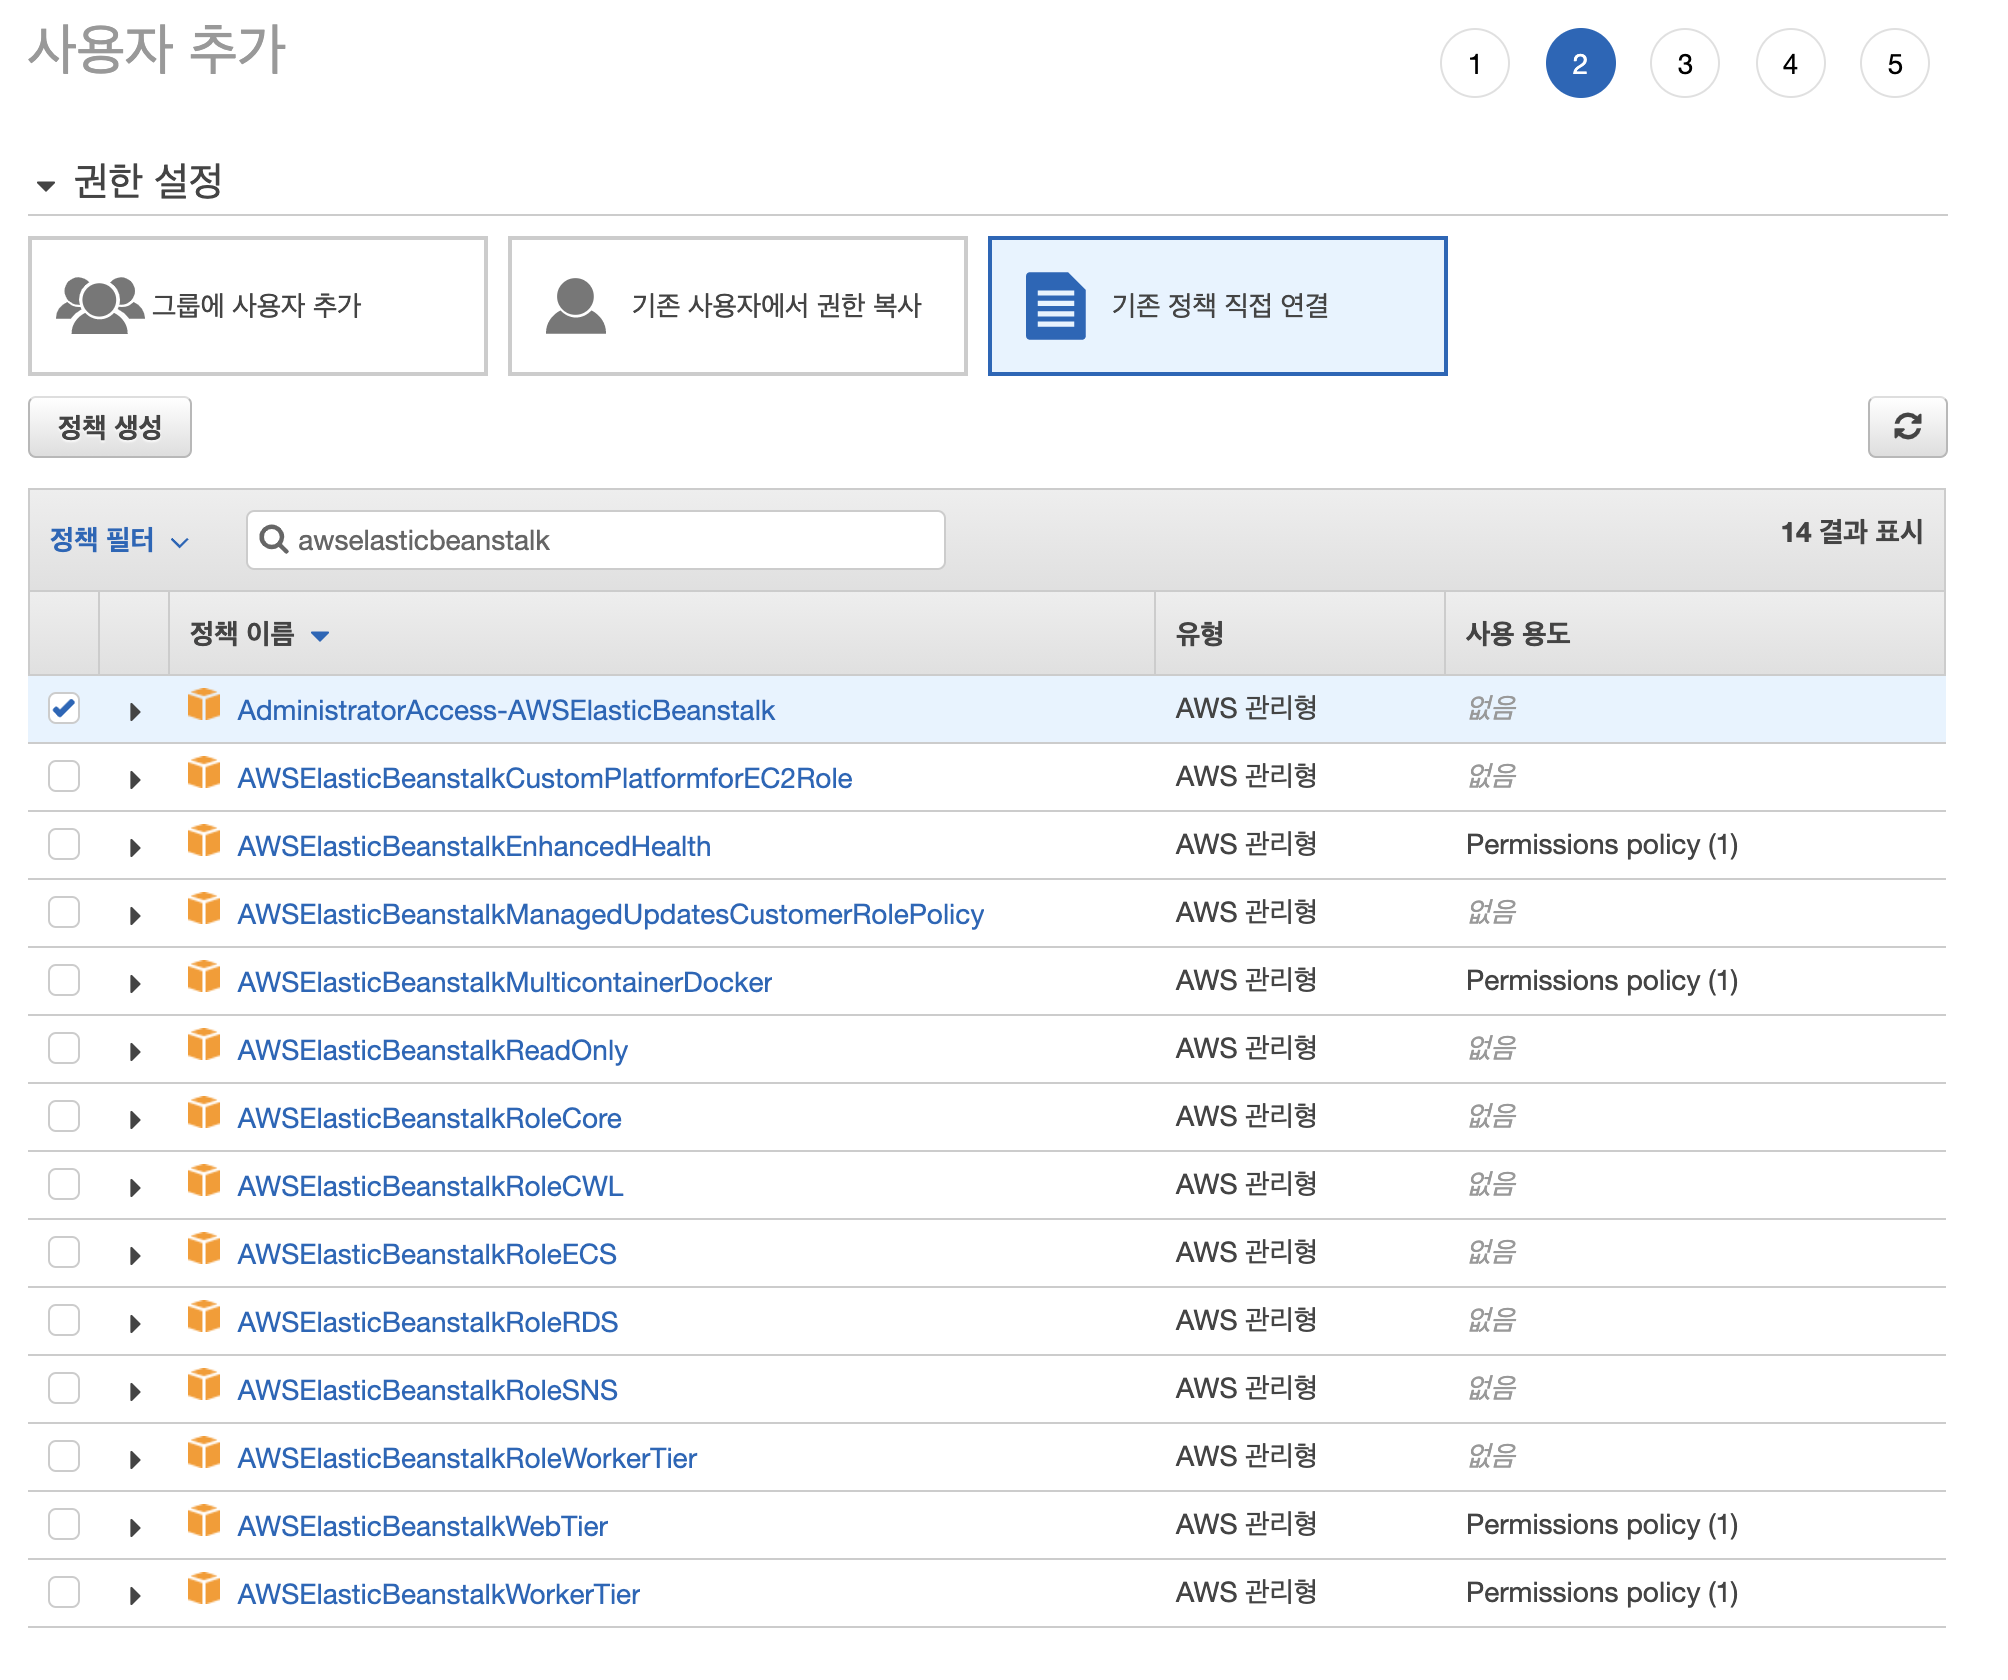 사용자 추가
1 2 3 4 5
권한 설정
그룹에 사용자 추가 기존 사용자에서 권한 복사 기존 정책 직접 연결
정책 생성
정책 필터 awselasticbeanstalk 14 결과 표시
정책 이름 유형 사용 용도
AdministratorAccess-AWSElasticBeanstalk AWS 관리형 없음
AWSElasticBeanstalkCustomPlatformforEC2Role AWS 관리형 없음
AWSElasticBeanstalkEnhancedHealth AWS 관리형 Permissions policy (1)
AWSElasticBeanstalkManagedUpdatesCustomerRolePolicy AWS 관리형 없음
AWSElasticBeanstalkMulticontainerDocker AWS 관리형 Permissions policy (1)
AWSElasticBeanstalkReadOnly AWS 관리형 없음
AWSElasticBeanstalkRoleCore AWS 관리형 없음
AWSElasticBeanstalkRoleCWL AWS 관리형 없음
AWSElasticBeanstalkRoleECS AWS 관리형 없음
AWSElasticBeanstalkRoleRDS AWS 관리형 없음
AWSElasticBeanstalkRoleSNS AWS 관리형 없음
AWSElasticBeanstalkRoleWorkerTier AWS 관리형 없음
AWSElasticBeanstalkWebTier AWS 관리형 Permissions policy (1)
AWSElasticBeanstalkWorkerTier AWS 관리형 Permissions policy (1)